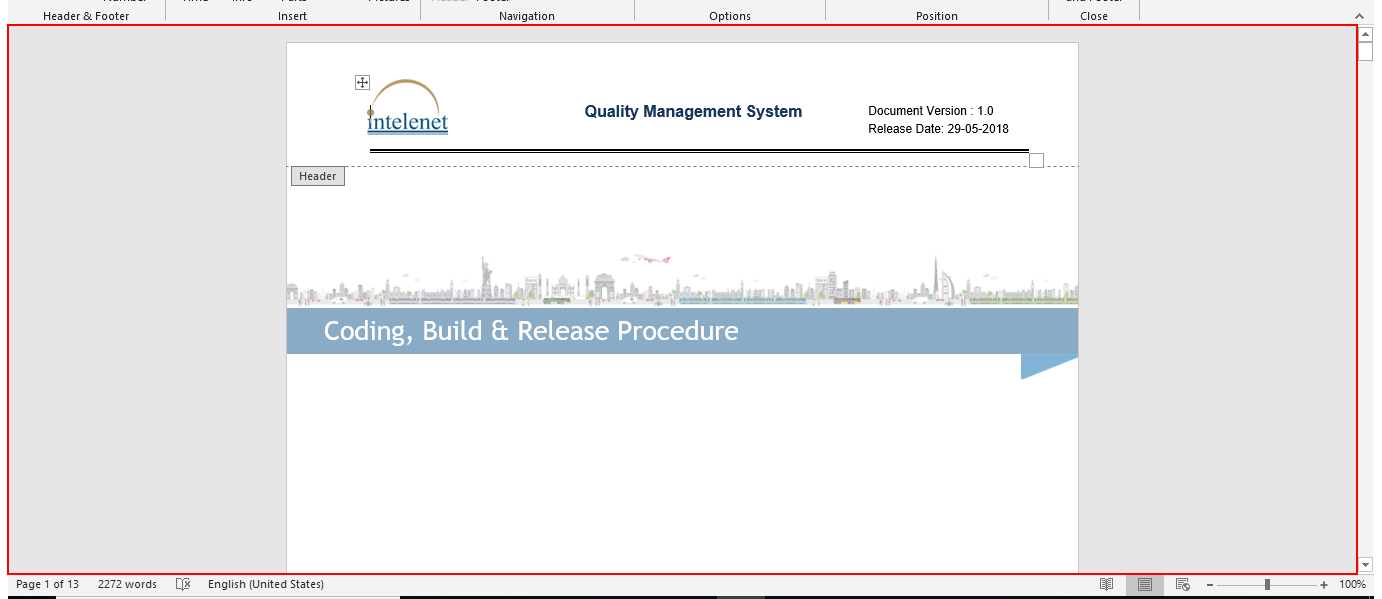 Header & Footer
Insert
Navigation
Options
Position
Close
intelenet
Quality Management System
Document Version : 1.0
Release Date: 29-05-2018
Header
Coding, Build & Release Procedure
Page 1 of 13
2272 words
English (United States)
100%